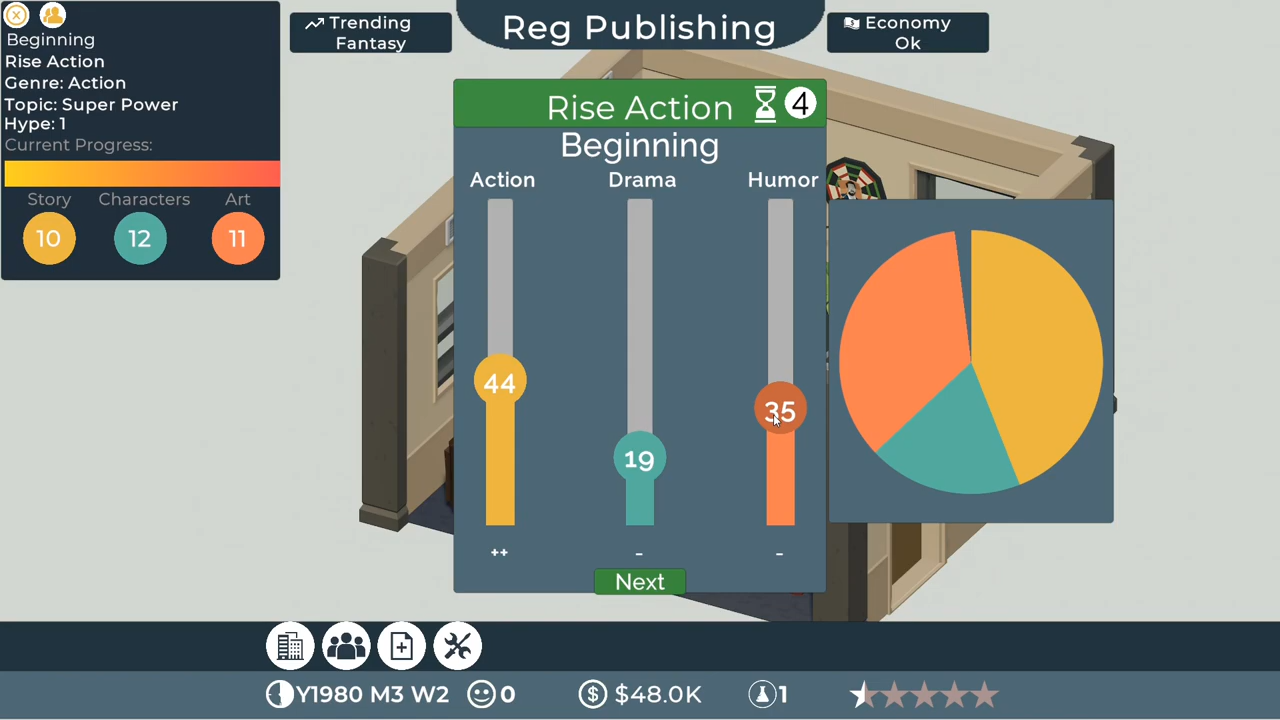 Beginning
Rise Action
Genre: Action
Topic: Super Power
Hype: 1
Current Progress:
Story Characters Art
10 12 11
Trending
Fantasy
Reg Publishing
Economy
Ok
Rise Action 4
Beginning
Action Drama Humor
44
19
35
++ - -
Next
Y1980 M3 W2 0 $ $48.0K 1